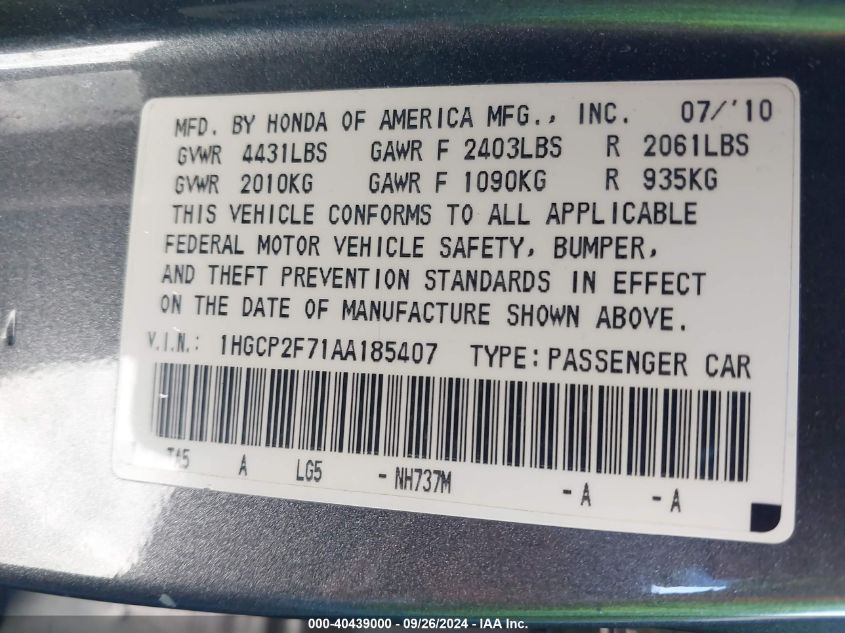 MFD. BY HONDA OF AMERICA MFG., INC. 07/'10
GVWR 4431LBS GAWR F 2403LBS R 2061LBS
GVWR 2010KG GAWR F 1090KG R 935KG
THIS VEHICLE CONFORMS TO ALL APPLICABLE
FEDERAL MOTOR VEHICLE SAFETY, BUMPER,
AND THEFT PREVENTION STANDARDS IN EFFECT
ON THE DATE OF MANUFACTURE SHOWN ABOVE.
V.I.N.: 1HGCP2F71AA185407 TYPE:PASSENGER CAR
TA5 A LG5 - NH737M - A - A
000-40439000 - 09/26/2024 - IAA Inc.